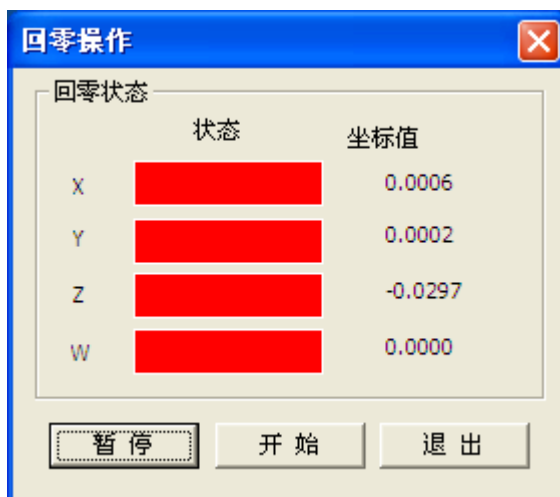 回零操作
回零状态
状态 坐标值
X 0.0006
Y 0.0002
Z -0.0297
W 0.0000
暂 停 开 始 退 出